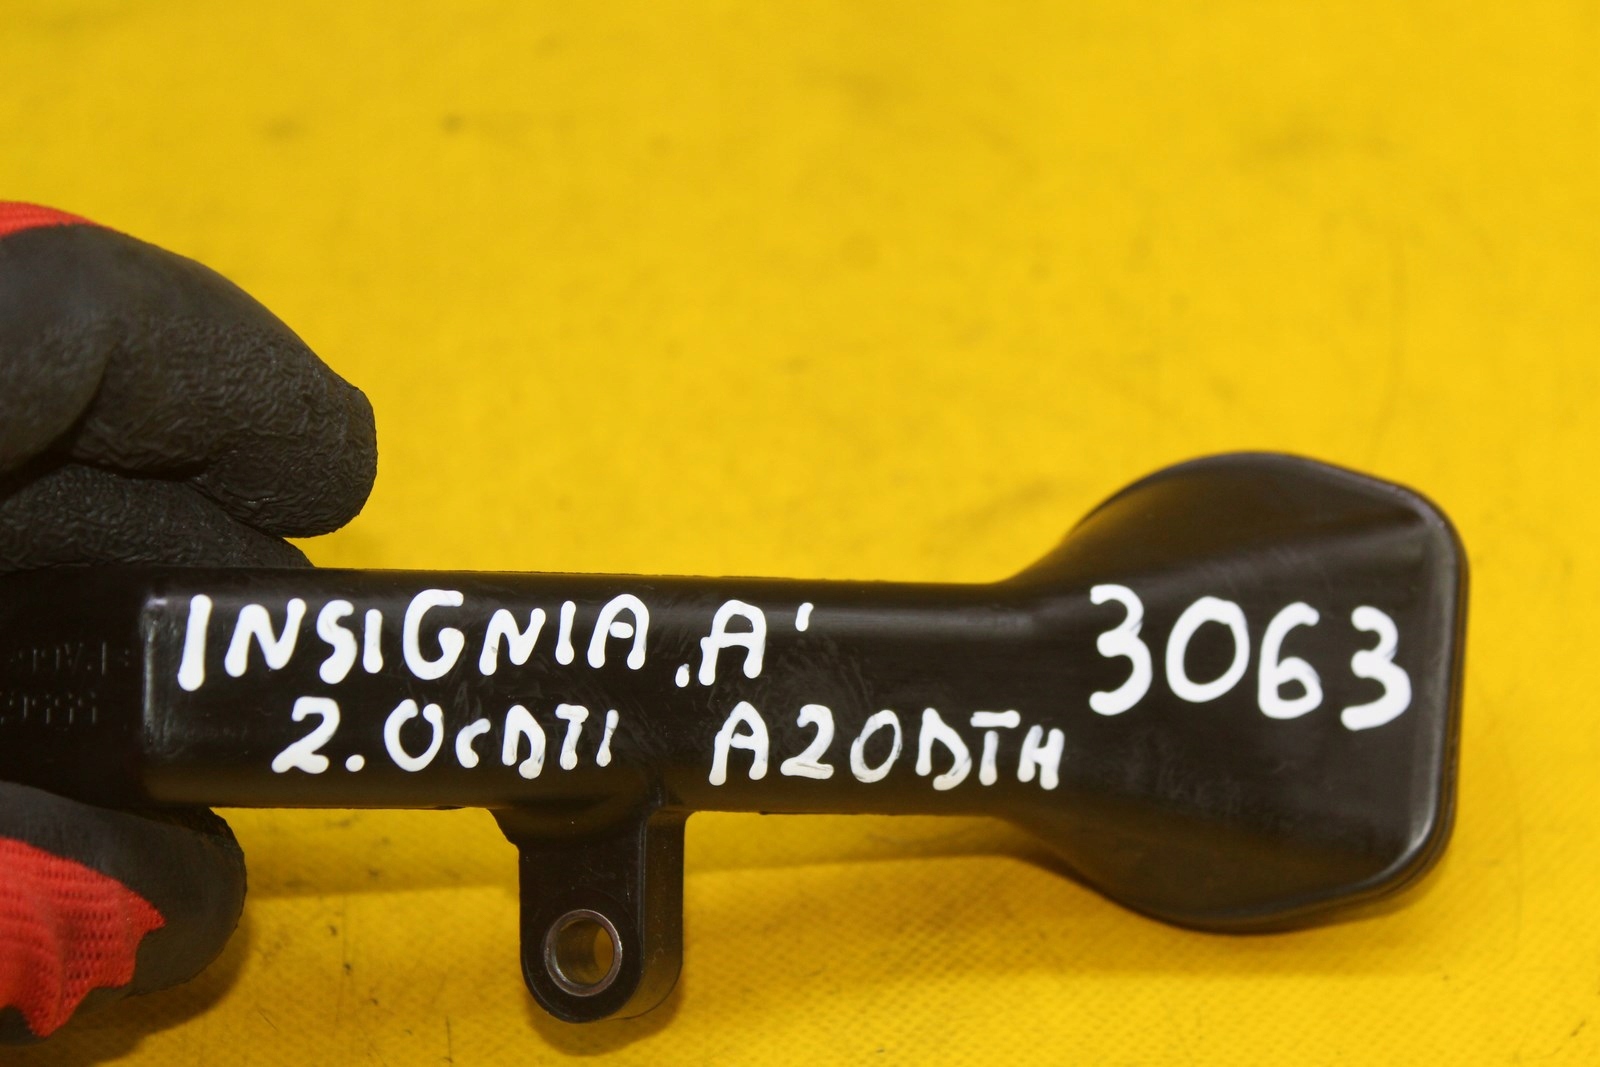 INSIGNIA "A"
2.0CDTI A20DTH
3063